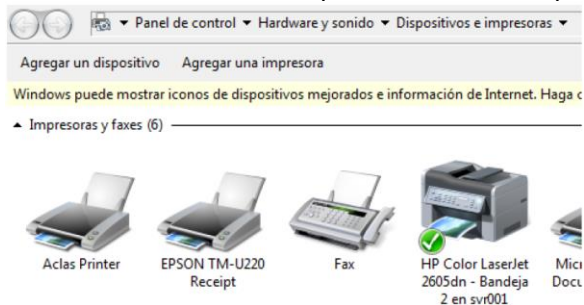 Panel de control Hardware y sonido Dispositivos e impresoras
Agregar un dispositivo Agregar una impresora
Windows puede mostrar iconos de dispositivos mejorados e información de Internet. Haga
Impresoras y faxes (6)
Aclas Printer
EPSON TM-U220
Receipt
Fax
HP Color LaserJet
2605dn - Bandeja
2 en svr001